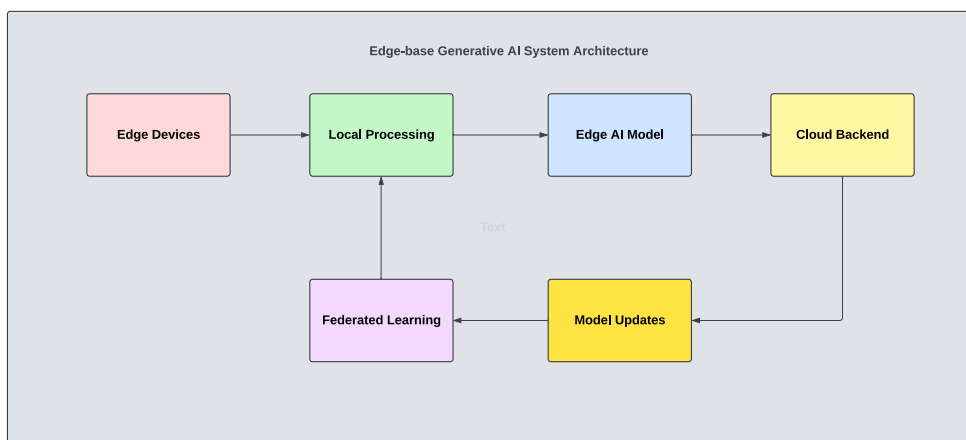 Edge-base Generative AI System Architecture
Edge Devices
Local Processing
Edge AI Model
Cloud Backend
Text
Federated Learning
Model Updates